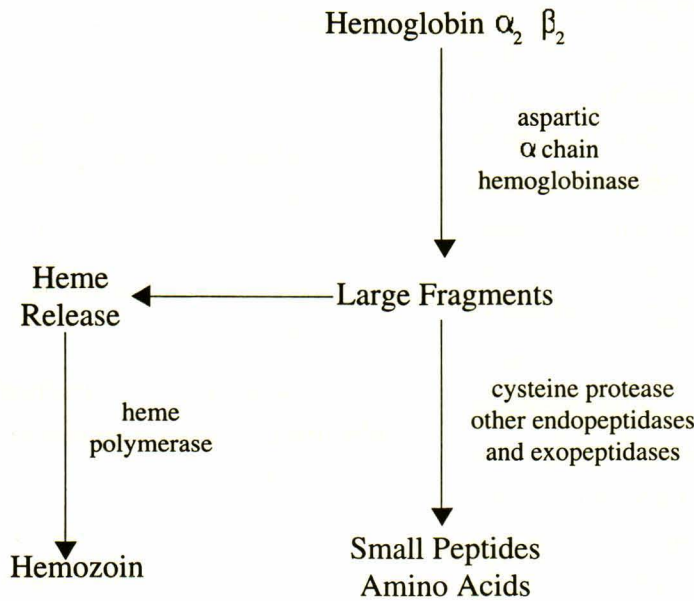 Hemoglobin α₂ β₂
aspartic
α chain
hemoglobinase
Heme
Release
Large Fragments
heme
polymerase
cysteine protease
other endopeptidases
and exopeptidases
Hemozoin
Small Peptides
Amino Acids